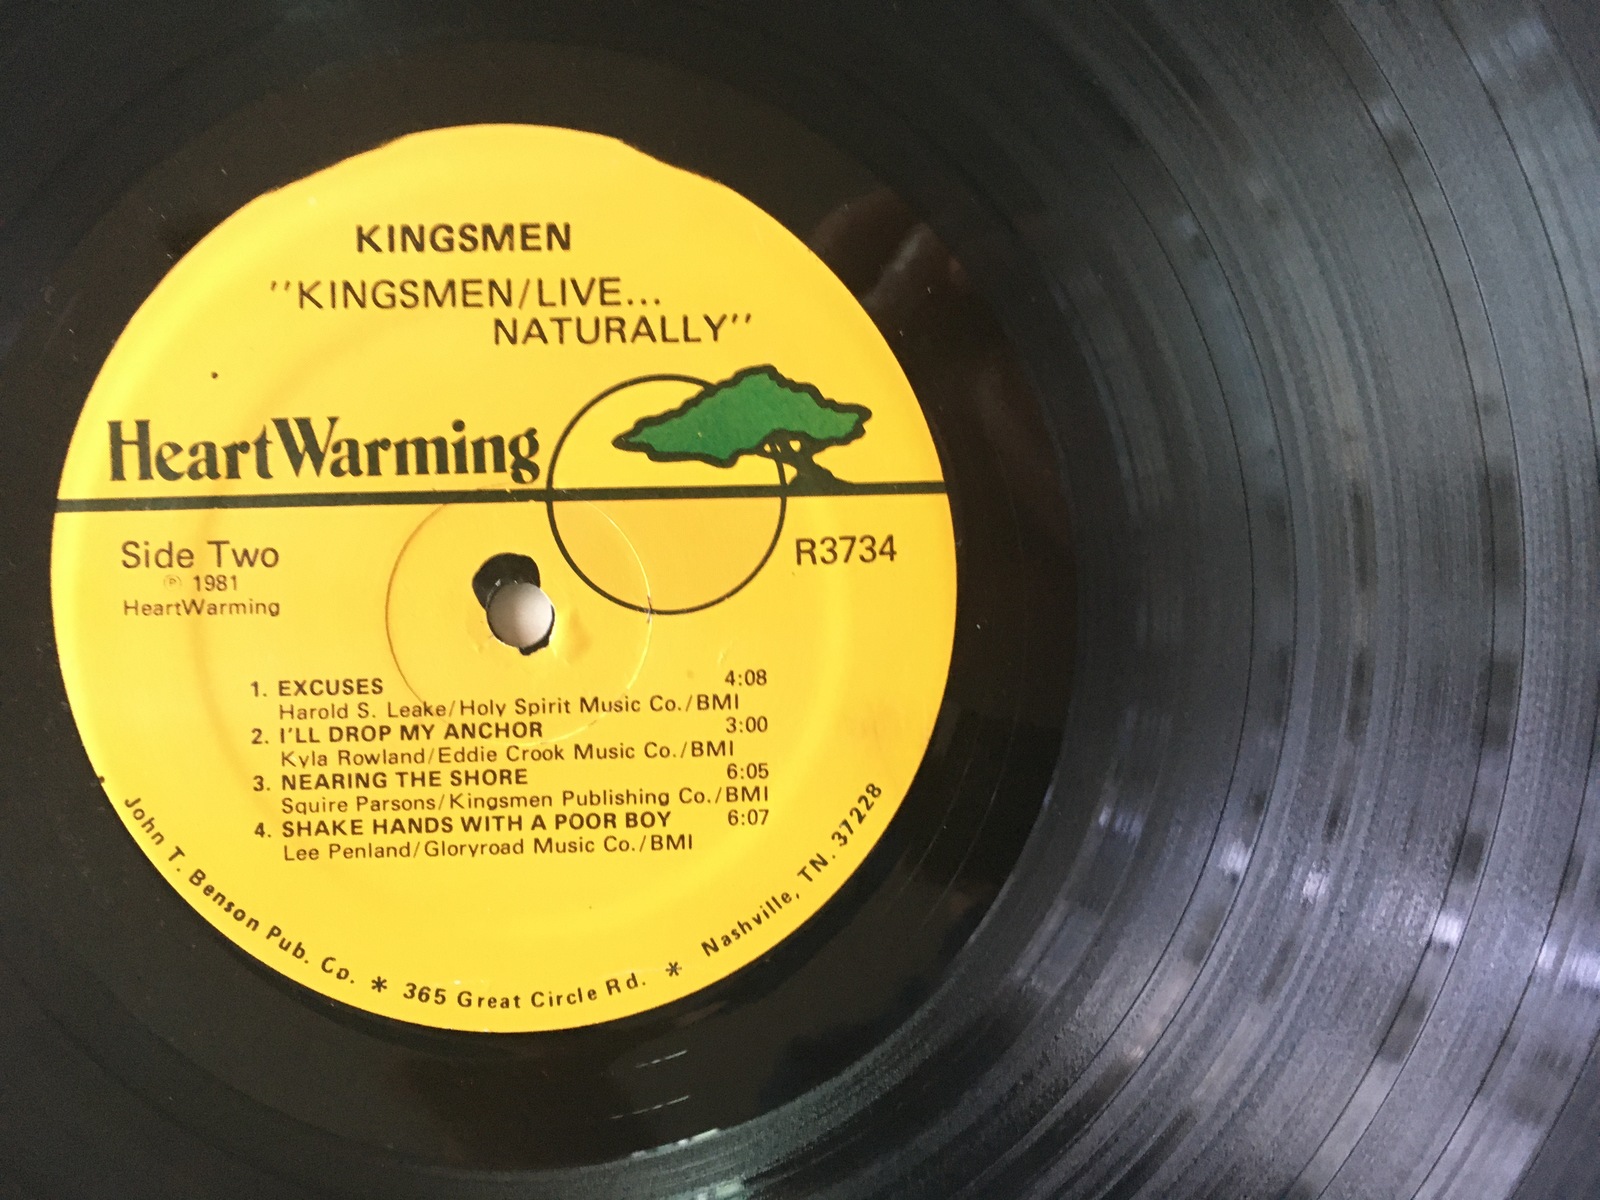 KINGSMEN
"KINGSMEN/LIVE...
NATURALLY"
HeartWarming
Side Two
℗ 1981
HeartWarming
R3734
1. EXCUSES 4:08
Harold S. Leake/Holy Spirit Music Co./BMI
2. I'LL DROP MY ANCHOR 3:00
Kyla Rowland/Eddie Crook Music Co./BMI
3. NEARING THE SHORE 6:05
Squire Parsons/Kingsmen Publishing Co./BMI
4. SHAKE HANDS WITH A POOR BOY 6:07
Lee Penland/Gloryroad Music Co./BMI
John T. Benson Pub. Co. * 365 Great Circle Rd. * Nashville, TN. 37228